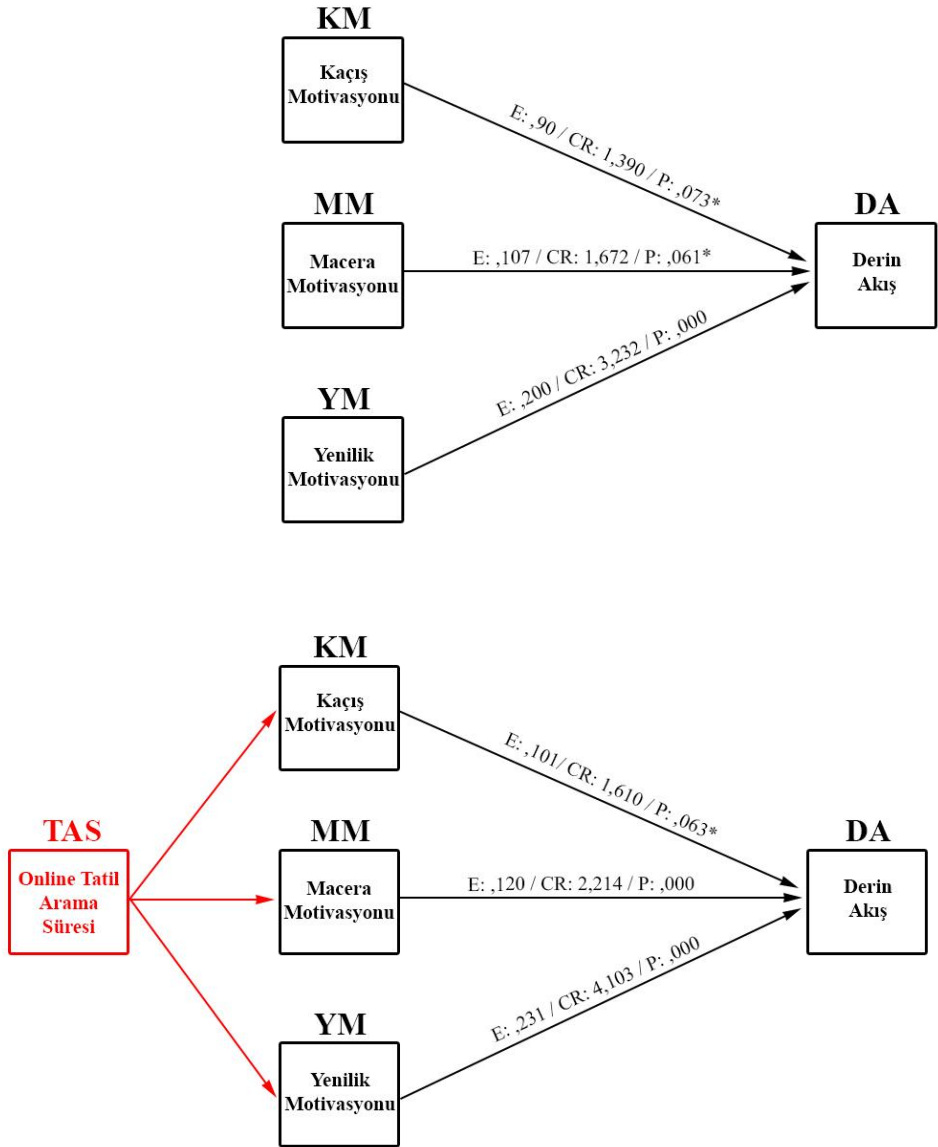 KM
Kaçış
Motivasyonu
E: ,90 / CR: 1,390 / P: ,073*
MM
Macera
Motivasyonu
E: ,107 / CR: 1,672 / P: ,061*
DA
Derin
Akış
YM
Yenilik
Motivasyonu
E: ,200 / CR: 3,232 / P: ,000
KM
Kaçış
Motivasyonu
E: ,101/ CR: 1,610 / P: ,063*
TAS
Online Tatil
Arama
Süresi
MM
Macera
Motivasyonu
E: ,120 / CR: 2,214 / P: ,000
DA
Derin
Akış
YM
Yenilik
Motivasyonu
E: ,231 / CR: 4,103 / P: ,000